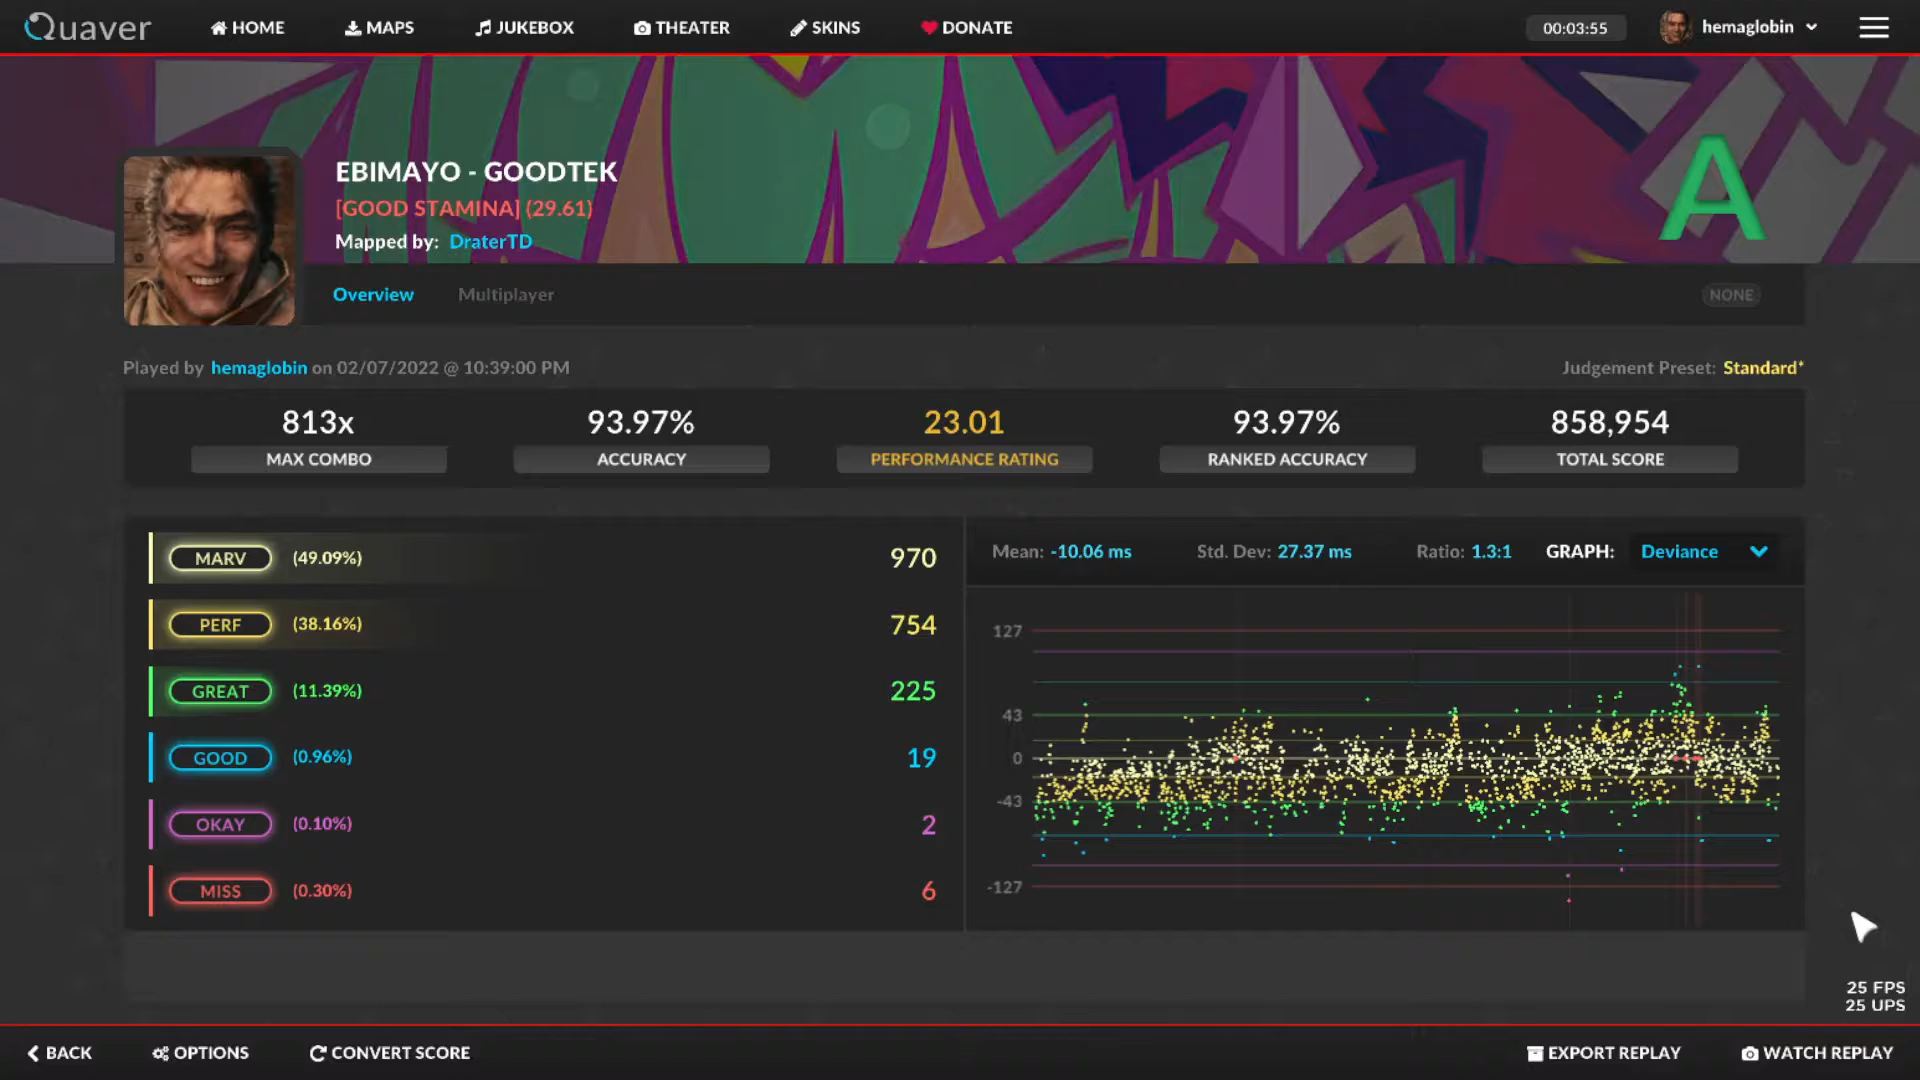 Quaver HOME MAPS JUKEBOX THEATER SKINS DONATE 00:03:55 hemaglobin
EBIMAYO - GOODTEK
[GOOD STAMINA] (29.61)
Mapped by: DraterTD
A
Overview Multiplayer NONE
Played by hemaglobin on 02/07/2022 @ 10:39:00 PM Judgement Preset: Standard*
813x 93.97% 23.01 93.97% 858,954
MAX COMBO ACCURACY PERFORMANCE RATING RANKED ACCURACY TOTAL SCORE
MARV (49.09%) 970
PERF (38.16%) 754
GREAT (11.39%) 225
GOOD (0.96%) 19
OKAY (0.10%) 2
MISS (0.30%) 6
Mean: -10.06 ms Std. Dev: 27.37 ms Ratio: 1.3:1 GRAPH: Deviance
127
43
0
-43
-127
25 FPS
25 UPS
BACK OPTIONS CONVERT SCORE EXPORT REPLAY WATCH REPLAY